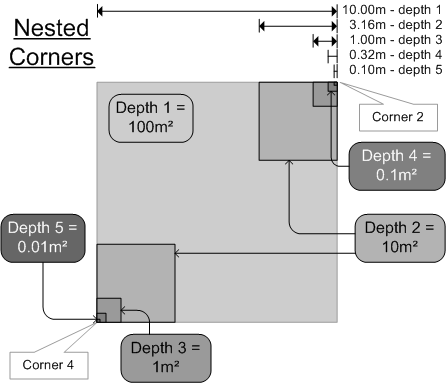 Nested
Corners
10.00m - depth 1
3.16m - depth 2
1.00m - depth 3
0.32m - depth 4
0.10m - depth 5
Depth 1 =
100m²
Corner 2
Depth 4 =
0.1m²
Depth 5 =
0.01m²
Depth 2 =
10m²
Corner 4
Depth 3 =
1m²